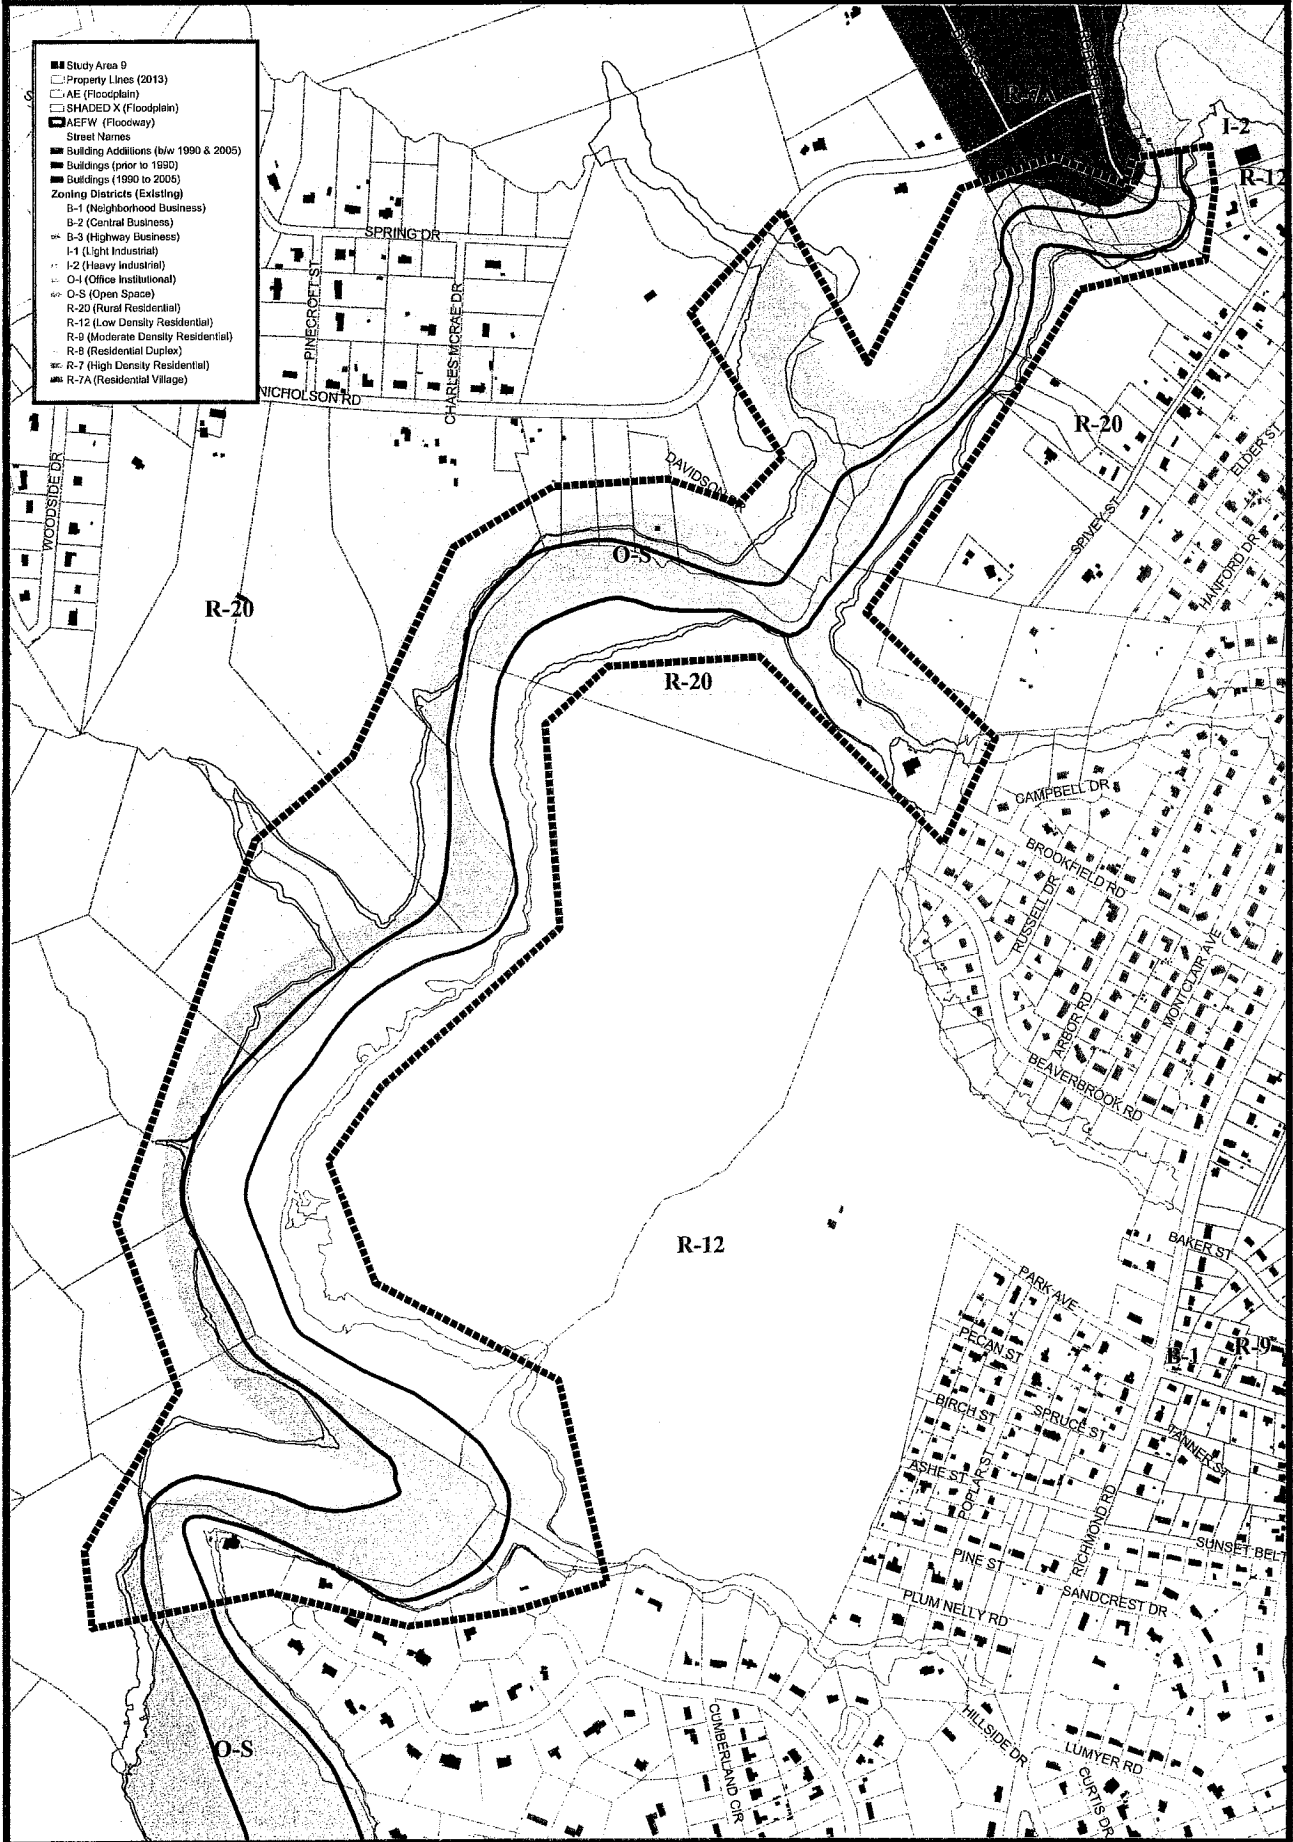 Study Area 9
Property Lines (2013)
AE (Floodplain)
SHADED X (Floodplain)
AEFW (Floodway)
Street Names
Building Additions (b/w 1990 & 2005)
Buildings (prior to 1990)
Buildings (1990 to 2005)
Zoning Districts (Existing)
B-1 (Neighborhood Business)
B-2 (Central Business)
B-3 (Highway Business)
I-1 (Light Industrial)
I-2 (Heavy Industrial)
O-I (Office Institutional)
O-S (Open Space)
R-20 (Rural Residential)
R-12 (Low Density Residential)
R-9 (Moderate Density Residential)
R-8 (Residential Duplex)
R-7 (High Density Residential)
R-7A (Residential Village)
R-7A
I-2
R-12
SPRING DR
PINECROFT ST
CHARLES MCRAE DR
NICHOLSON RD
WOODSIDE DR
DAVIDSON DR
R-20
ELDER ST
SPIVEY ST
HANFORD DR
O-S
R-20
R-20
CAMPBELL DR
BROOKFIELD RD
RUSSELL DR
MONTCLAIR AVE
ARBOR RD
BEAVERBROOK RD
R-12
BAKER ST
PARK AVE
PECAN ST
B-1
R-9
BIRCH ST
SPRUCE ST
TANNER ST
ASHE ST
POPLAR ST
RICHMOND RD
SUNSET BELT
PINE ST
SANDCREST DR
PLUM NELLY RD
O-S
CUMBERLAND CIR
HILLSIDE DR
LUMYER RD
CURTIS DR